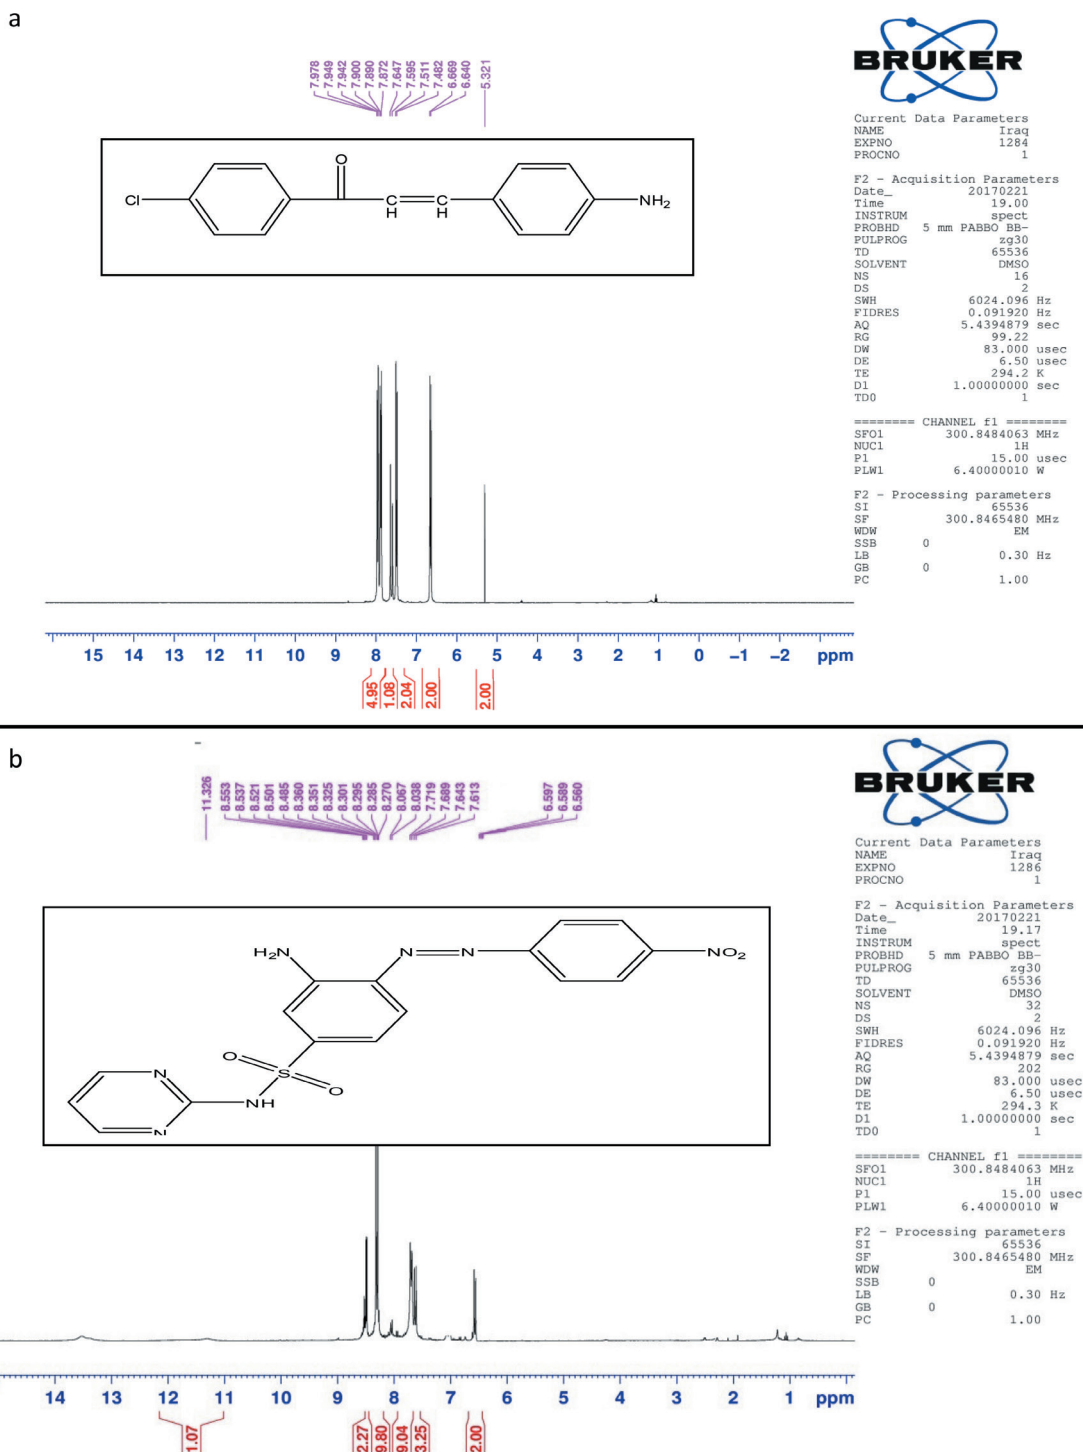 a
7.978
7.949
7.942
7.900
7.890
7.872
7.647
7.595
7.511
7.482
6.669
6.640
5.321
BRUKER
Cl
O
C
H
C
H
NH2
Current Data Parameters
NAME Iraq
EXPNO 1284
PROCNO 1
F2 - Acquisition Parameters
Date_ 20170221
Time 19.00
INSTRUM spect
PROBHD 5 mm PABBO BB-
PULPROG zg30
TD 65536
SOLVENT DMSO
NS 16
DS 2
SWH 6024.096 Hz
FIDRES 0.091920 Hz
AQ 5.4394879 sec
RG 99.22
DW 83.000 usec
DE 6.50 usec
TE 294.2 K
D1 1.00000000 sec
TD0 1
======== CHANNEL f1 ========
SFO1 300.8484063 MHz
NUC1 1H
P1 15.00 usec
PLW1 6.40000010 W
F2 - Processing parameters
SI 65536
SF 300.8465480 MHz
WDW EM
SSB 0
LB 0.30 Hz
GB 0
PC 1.00
15 14 13 12 11 10 9 8 7 6 5 4 3 2 1 0 -1 -2 ppm
4.95
1.08
2.04
2.00
2.00
b
11.326
8.553
8.537
8.521
8.501
8.485
8.360
8.351
8.325
8.301
8.295
8.285
8.270
8.067
8.038
7.719
7.689
7.643
7.613
6.597
6.589
6.560
BRUKER
H2N
N
N
NO2
O
S
O
N
NH
N
Current Data Parameters
NAME Iraq
EXPNO 1286
PROCNO 1
F2 - Acquisition Parameters
Date_ 20170221
Time 19.17
INSTRUM spect
PROBHD 5 mm PABBO BB-
PULPROG zg30
TD 65536
SOLVENT DMSO
NS 32
DS 2
SWH 6024.096 Hz
FIDRES 0.091920 Hz
AQ 5.4394879 sec
RG 202
DW 83.000 usec
DE 6.50 usec
TE 294.3 K
D1 1.00000000 sec
TD0 1
======== CHANNEL f1 ========
SFO1 300.8484063 MHz
NUC1 1H
P1 15.00 usec
PLW1 6.40000010 W
F2 - Processing parameters
SI 65536
SF 300.8465480 MHz
WDW EM
SSB 0
LB 0.30 Hz
GB 0
PC 1.00
14 13 12 11 10 9 8 7 6 5 4 3 2 1 ppm
1.07
2.27
9.80
9.04
3.25
2.00